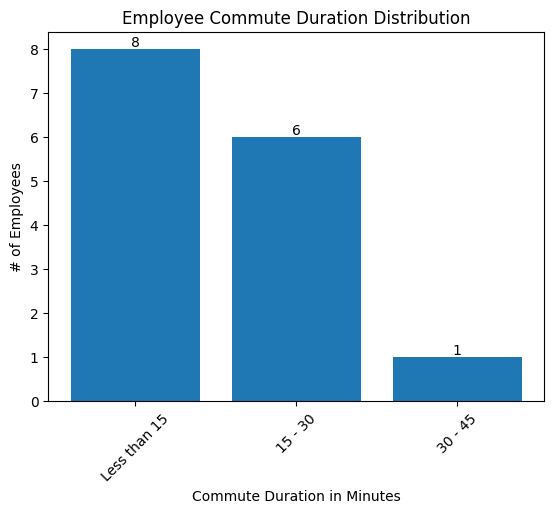 Employee Commute Duration Distribution
8
6
1
# of Employees
8
7
6
5
4
3
2
1
0
Less than 15
15 - 30
30 - 45
Commute Duration in Minutes